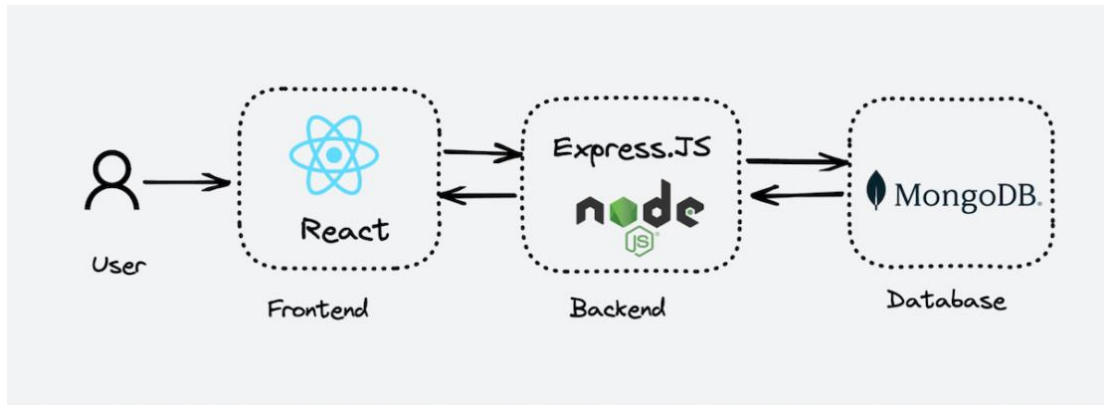 User
React
Frontend
Express.JS
node
JS
Backend
MongoDB.
Database